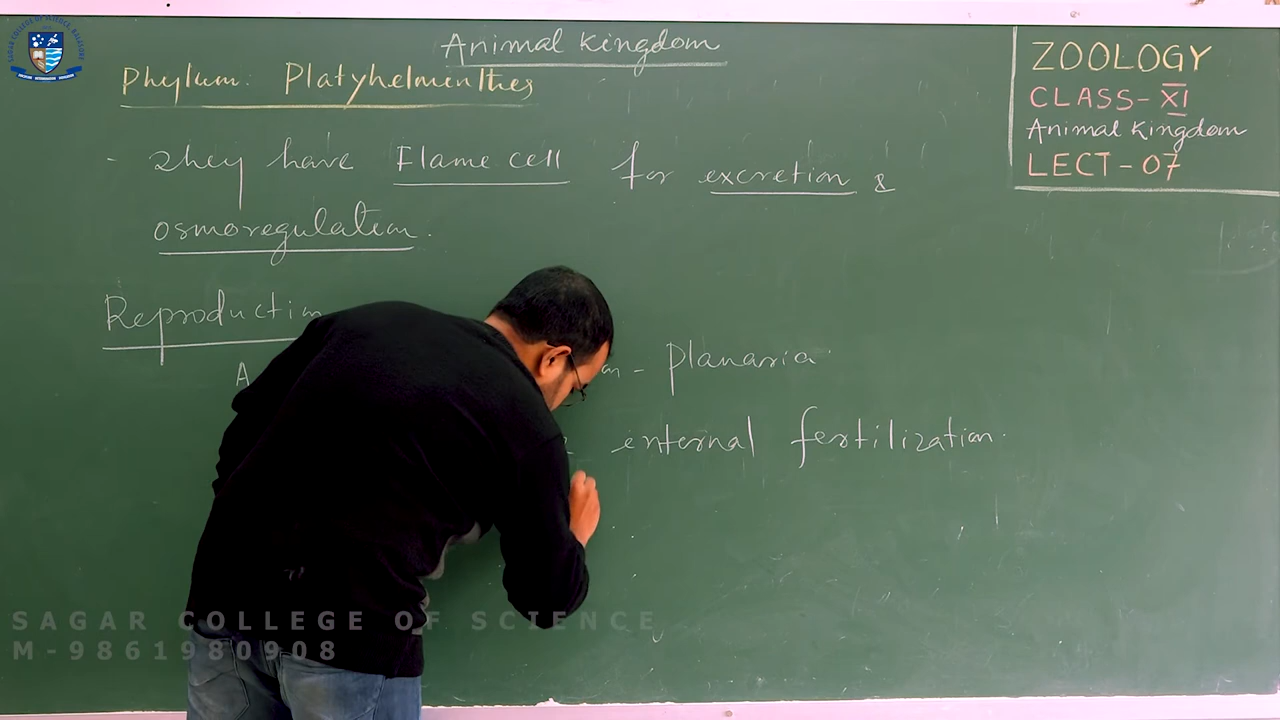 Animal Kingdom
Phylum: Platyhelminthes
- They have Flame cell for excretion &
osmoregulation.
Reproduction
A - Planaria
external fertilization.
ZOOLOGY
CLASS-XI
Animal Kingdom
LECT-07
SAGAR COLLEGE OF SCIENCE
M-9861980908